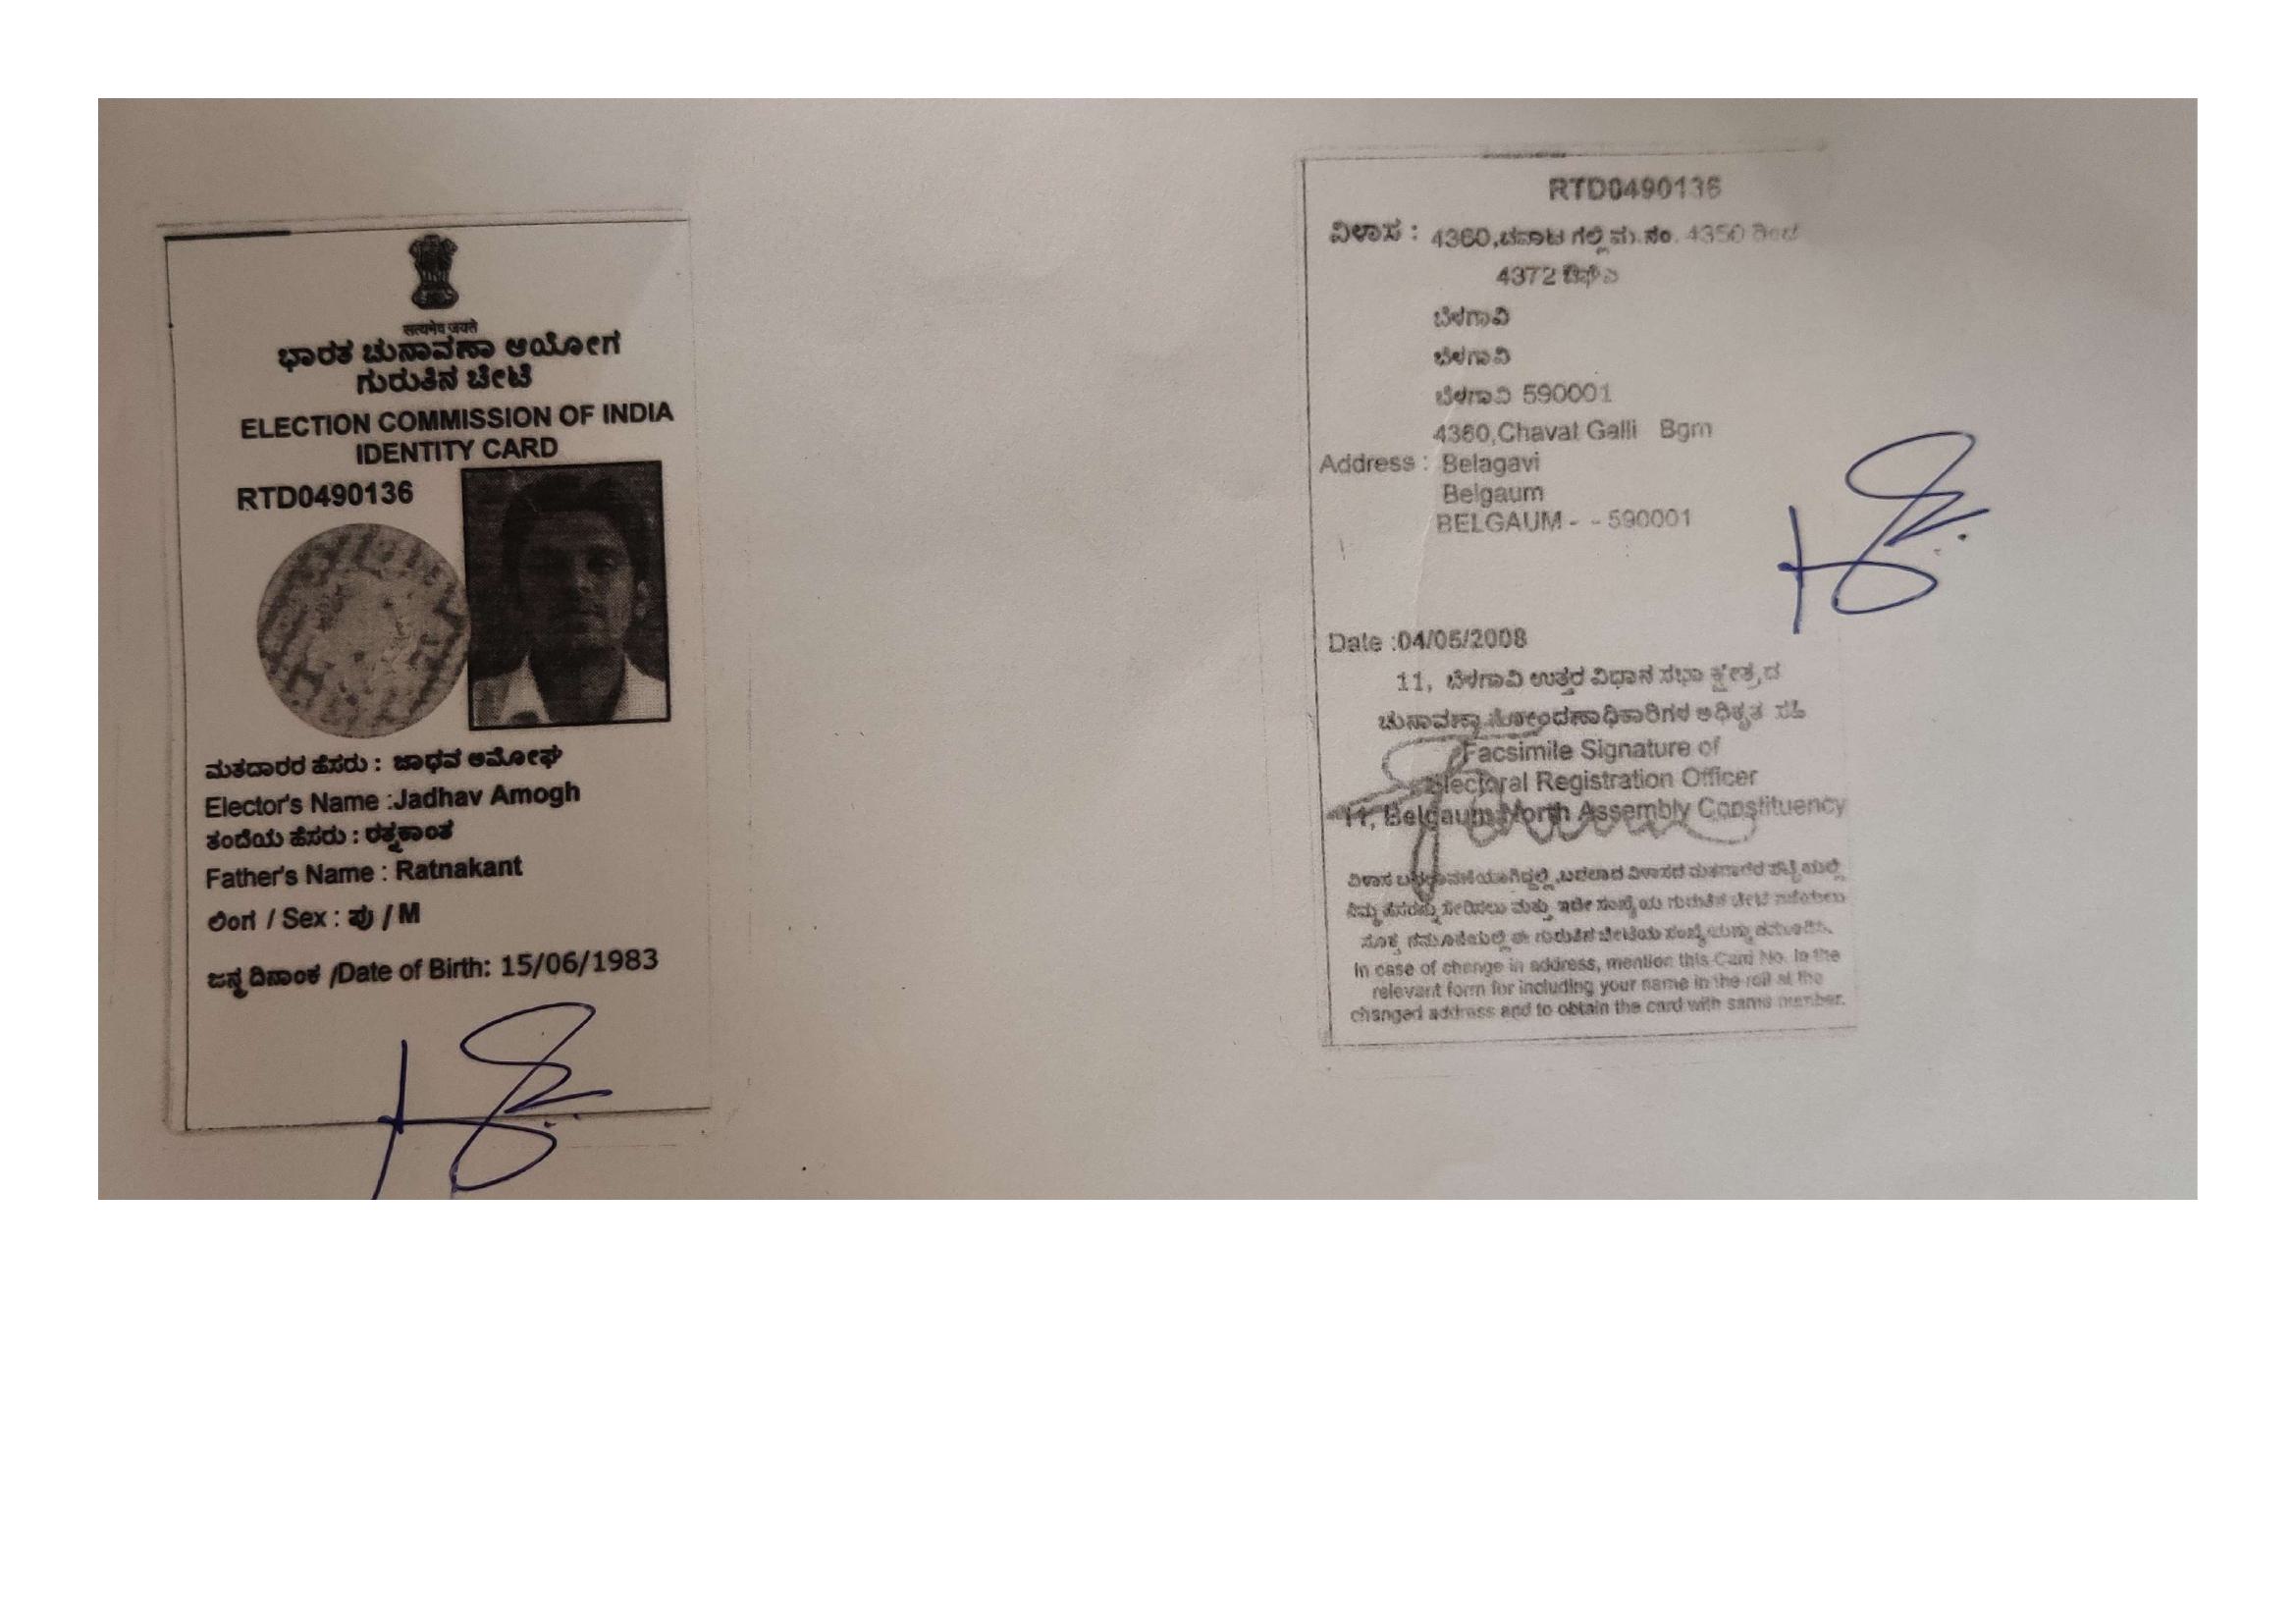 सत्यमेव जयते
ಭಾರತ ಚುನಾವಣಾ ಆಯೋಗ
ಗುರುತಿನ ಚೀಟಿ
ELECTION COMMISSION OF INDIA
IDENTITY CARD
RTD0490136
ಮತದಾರರ ಹೆಸರು : ಜಾಧವ ಆಮೋಘ
Elector's Name :Jadhav Amogh
ತಂದೆಯ ಹೆಸರು : ರತ್ನಕಾಂತ
Father's Name : Ratnakant
ಲಿಂಗ / Sex : ಪು / M
ಜನ್ಮ ದಿನಾಂಕ /Date of Birth: 15/06/1983
RTD0490136
ವಿಳಾಸ : 4360,ಚವಾಟ ಗಲ್ಲಿ ಮ.ನಂ. 4350 ರಿಂದ
4372
ಬೆಳಗಾವಿ
ಬೆಳಗಾವಿ
ಬೆಳಗಾವಿ 590001
4360,Chavat Galli Bgm
Address : Belagavi
Belgaum
BELGAUM - - 590001
Date :04/05/2008
11, ಬೆಳಗಾವಿ ಉತ್ತರ ವಿಧಾನ ಸಭಾ ಕ್ಷೇತ್ರದ
ಚುನಾವಣಾ ನೋಂದಣಾಧಿಕಾರಿಗಳ ಅಧಿಕೃತ ಸಹಿ
Facsimile Signature of
Electoral Registration Officer
11, Belgaum North Assembly Constituency
ವಿಳಾಸ ಬದಲಾವಣೆಯಾಗಿದ್ದಲ್ಲಿ ,ಬದಲಾದ ವಿಳಾಸದ ಮತದಾರರ ಪಟ್ಟಿಯಲ್ಲಿ
ನಿಮ್ಮ ಹೆಸರನ್ನು ಸೇರಿಸಲು ಮತ್ತು ಇದೇ ಸಂಖ್ಯೆಯ ಗುರುತಿನ ಚೀಟಿ ಪಡೆಯಲು
ಸೂಕ್ತ ನಮೂನೆಯಲ್ಲಿ ಈ ಗುರುತಿನ ಚೀಟಿಯ ಸಂಖ್ಯೆಯನ್ನು
In case of change in address, mention this Card No. in the
relevant form for including your name in the roll at the
changed address and to obtain the card with same number.